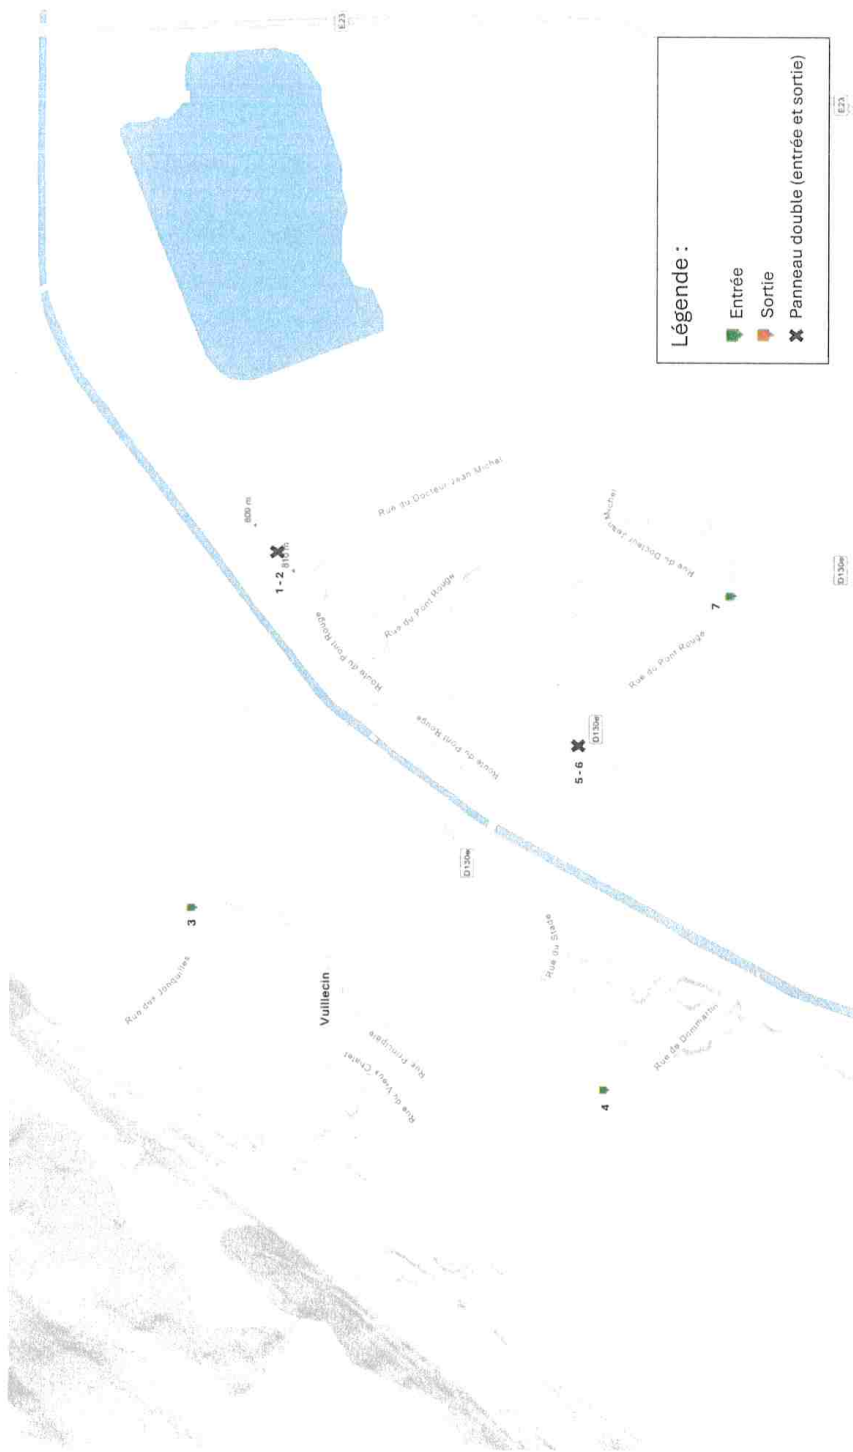 Rue des Jonquilles
3
809 m
1 - 2
810 m
Vuillecin
E23
Route du Pont Rouge
Rue du Vieux Chalet
Rue Principale
Rue du Pont Rouge
Rue du Docteur Jean Michel
Route du Pont Rouge
D130e
Rue du Stade
5 - 6
D130e
4
Rue du Docteur Jean Michel
Rue du Pont Rouge
Rue de Dommartin
7
Légende :
Entrée
Sortie
Panneau double (entrée et sortie)
D130e
E23